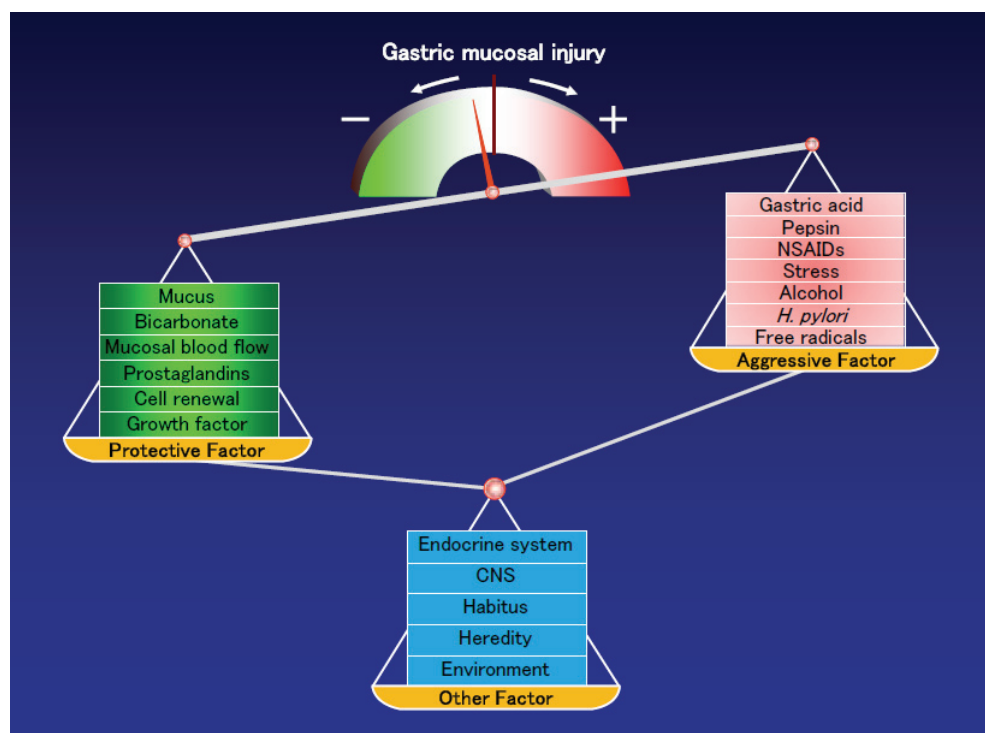 Gastric mucosal injury
− +
Gastric acid
Pepsin
NSAIDs
Stress
Alcohol
H. pylori
Free radicals
Aggressive Factor
Mucus
Bicarbonate
Mucosal blood flow
Prostaglandins
Cell renewal
Growth factor
Protective Factor
Endocrine system
CNS
Habitus
Heredity
Environment
Other Factor